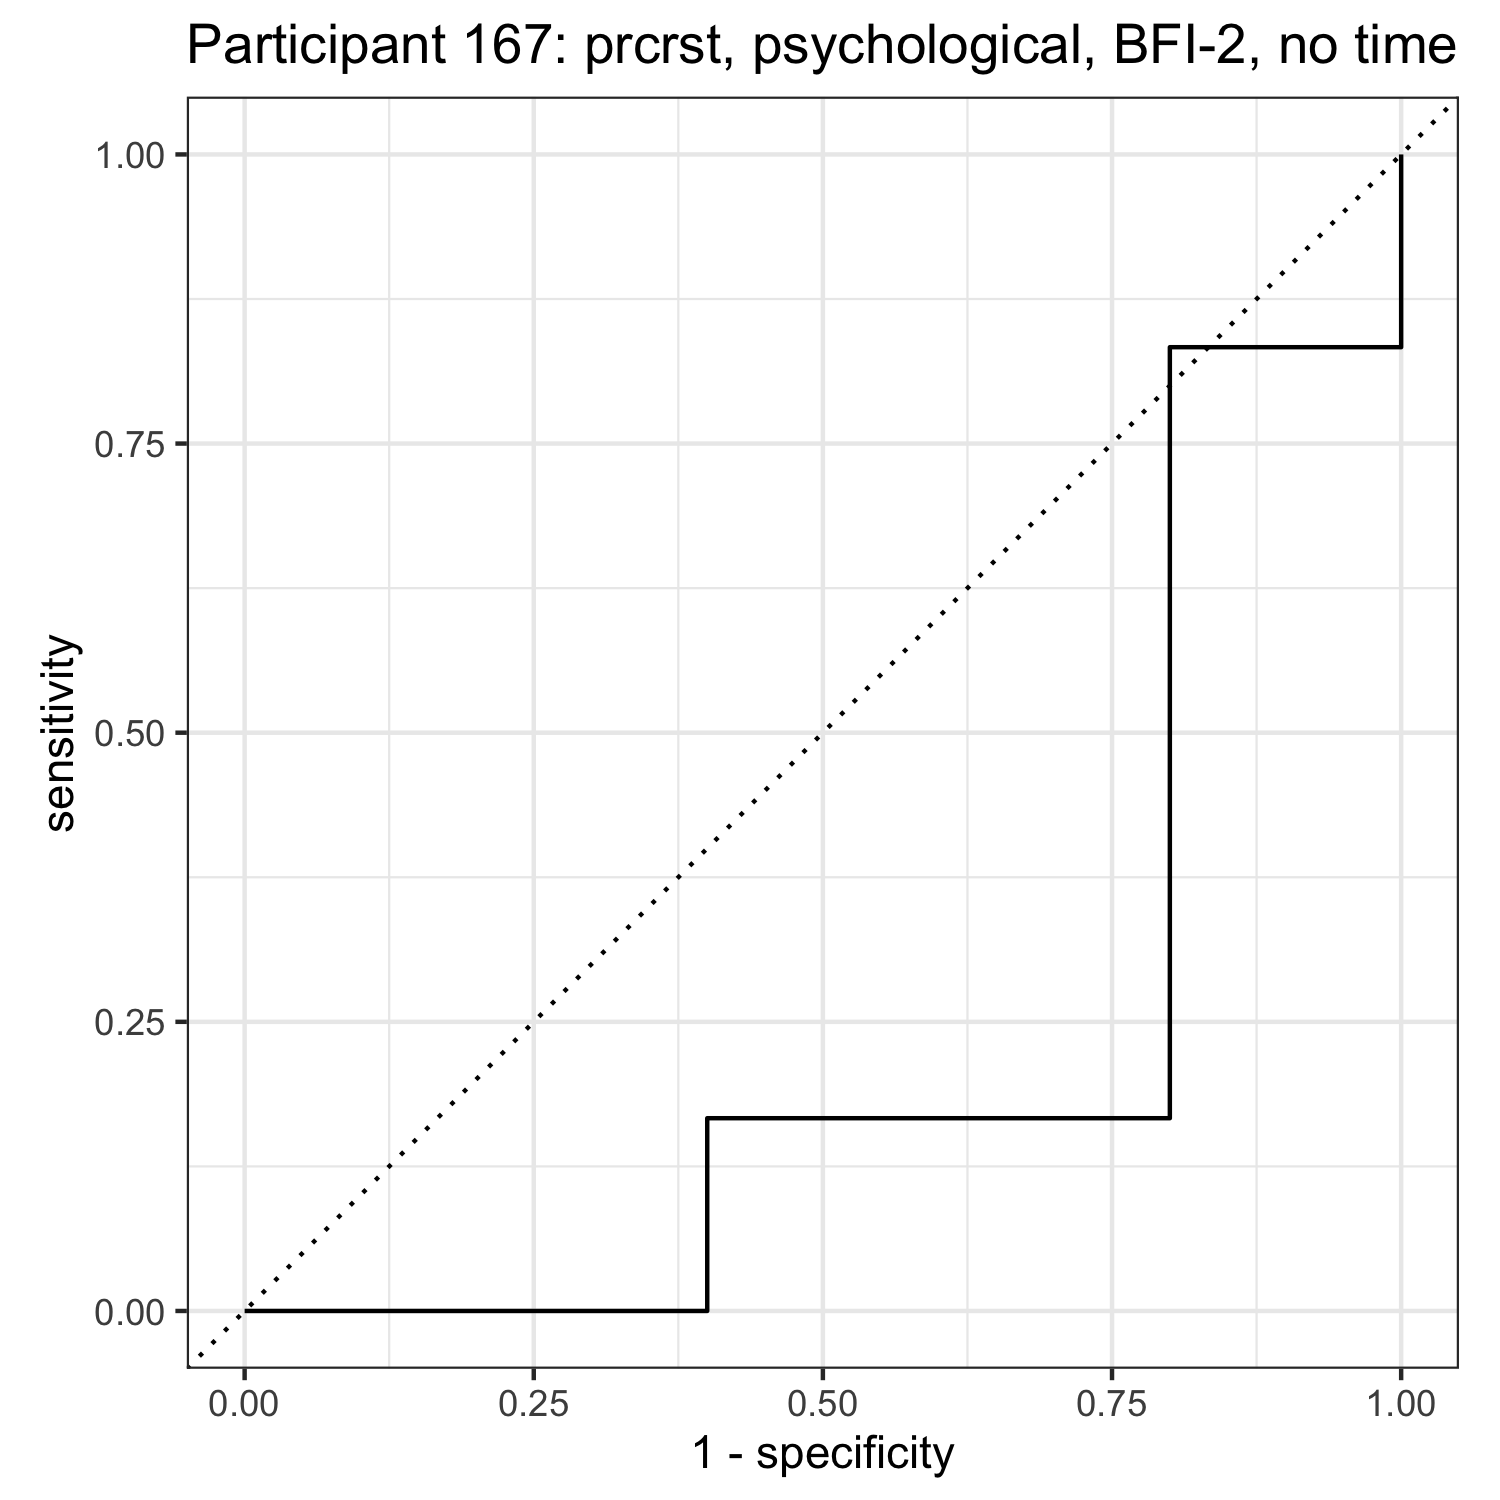 Participant 167: prcrst, psychological, BFI-2, no time
1.00
0.75
0.50
0.25
0.00
sensitivity
0.00 0.25 0.50 0.75 1.00
1 - specificity